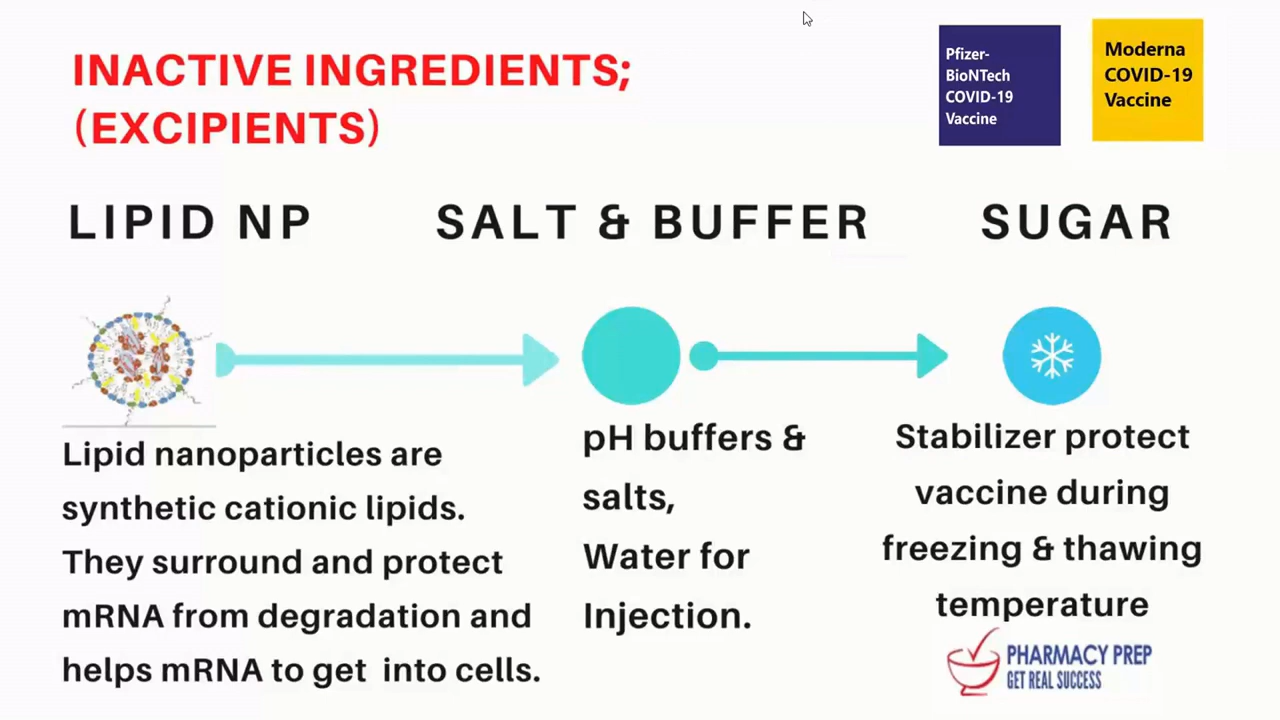 INACTIVE INGREDIENTS;
(EXCIPIENTS)
Pfizer-
BioNTech
COVID-19
Vaccine
Moderna
COVID-19
Vaccine
LIPID NP
SALT & BUFFER
SUGAR
Lipid nanoparticles are
synthetic cationic lipids.
They surround and protect
mRNA from degradation and
helps mRNA to get into cells.
pH buffers &
salts,
Water for
Injection.
Stabilizer protect
vaccine during
freezing & thawing
temperature
PHARMACY PREP
GET REAL SUCCESS